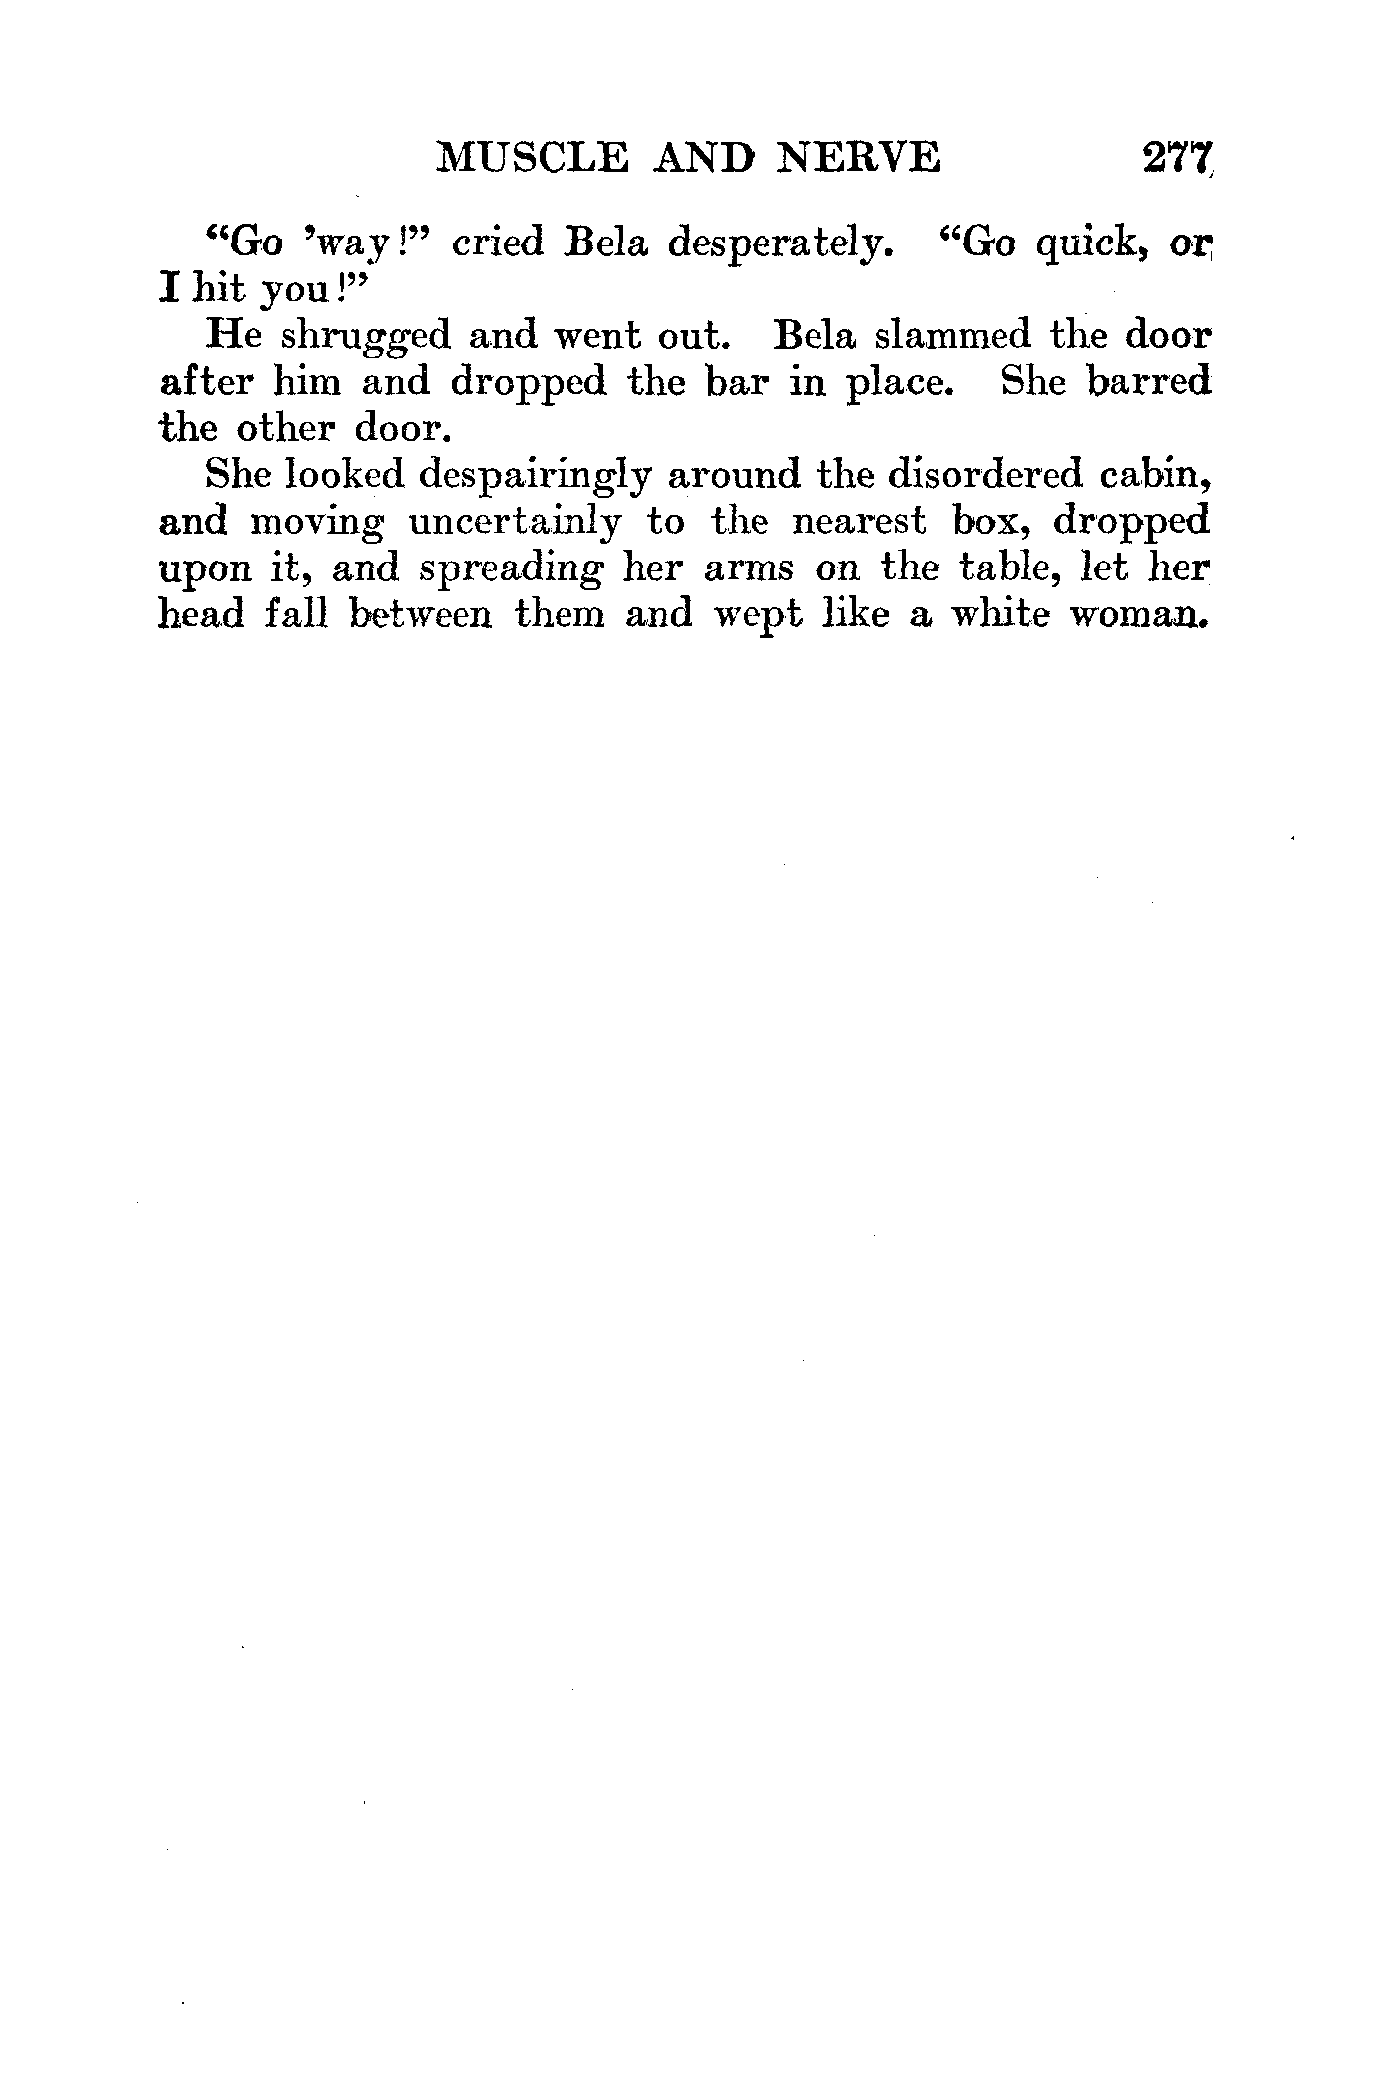 MUSCLE AND NERVE 277
“Go ’way!” cried Bela desperately. “Go quick, or
I hit you!”
He shrugged and went out. Bela slammed the door
after him and dropped the bar in place. She barred
the other door.
She looked despairingly around the disordered cabin,
and moving uncertainly to the nearest box, dropped
upon it, and spreading her arms on the table, let her
head fall between them and wept like a white woman.